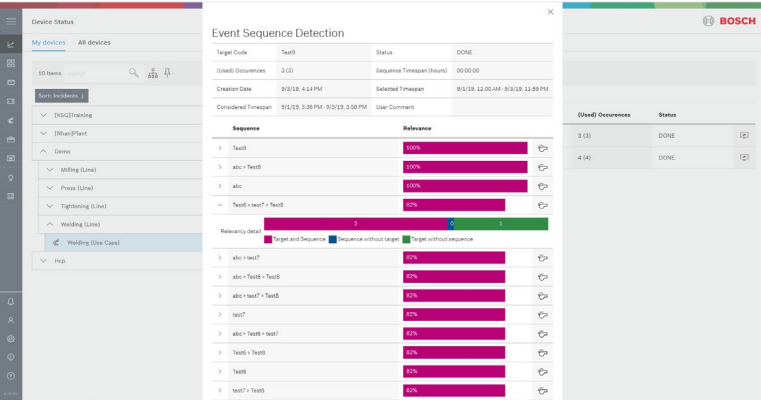 Device Status
BOSCH
My devices All devices
10 Items Search
Sort: Incidents ↓
[KSG]Training
[Nhan]Plant
Demo
Milling (Line)
Press (Line)
Tightening (Line)
Welding (Line)
Welding (Use Case)
Hcp
Event Sequence Detection
Target Code Test9 Status DONE
(Used) Occurences 3 (3) Sequence Timespan (hours) 00:00:00
Creation Date 9/3/19, 4:14 PM Selected Timespan 9/1/19, 12:00 AM - 9/3/19, 11:59 PM
Considered Timespan 9/1/19, 3:36 PM - 9/3/19, 3:58 PM User Comment
Sequence Relevance
Test8 100%
abc > Test8 100%
abc 100%
Test6 > test7 > Test8 82%
Relevancy detail 2 0 1
Target and Sequence Sequence without target Target without sequence
abc > test7 82%
abc > Test6 > Test8 82%
abc > test7 > Test8 82%
test7 82%
abc > Test6 > test7 82%
Test6 > Test8 82%
Test6 82%
test7 > Test8 82%
(Used) Occurences Status
3 (3) DONE
4 (4) DONE